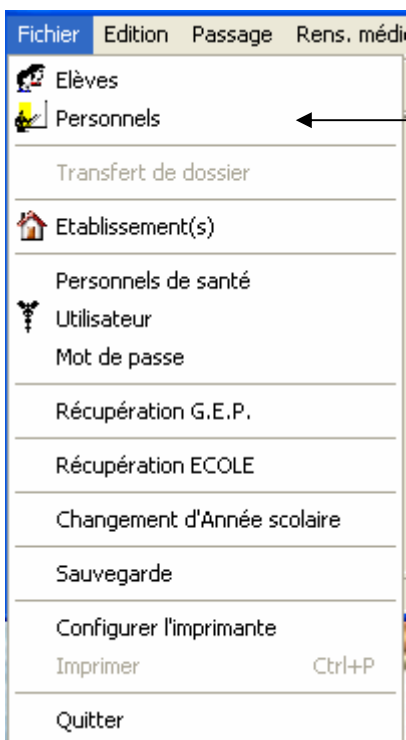 Fichier Edition Passage Rens. médi
Elèves
Personnels
Transfert de dossier
Etablissement(s)
Personnels de santé
Utilisateur
Mot de passe
Récupération G.E.P.
Récupération ECOLE
Changement d'Année scolaire
Sauvegarde
Configurer l'imprimante
Imprimer Ctrl+P
Quitter